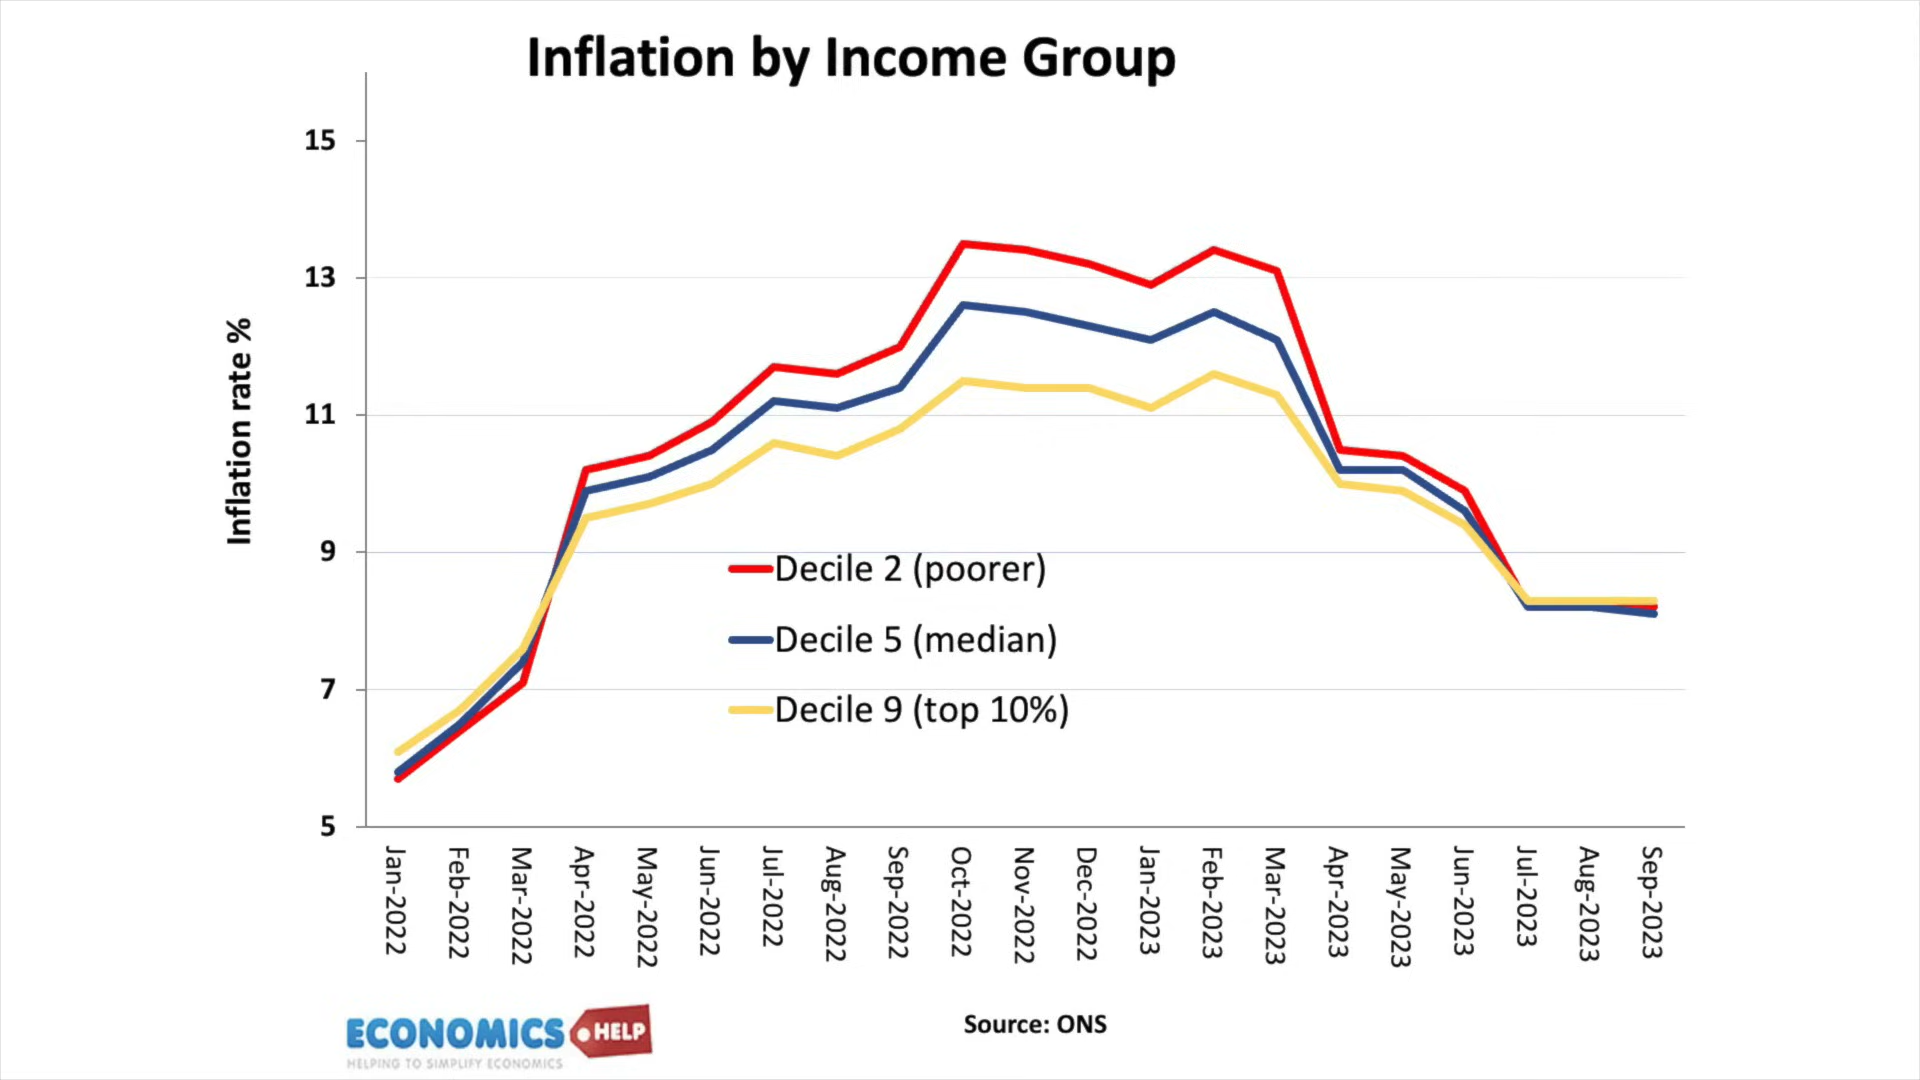 Inflation by Income Group
Inflation rate %
15
13
11
9
7
5
Decile 2 (poorer)
Decile 5 (median)
Decile 9 (top 10%)
Jan-2022
Feb-2022
Mar-2022
Apr-2022
May-2022
Jun-2022
Jul-2022
Aug-2022
Sep-2022
Oct-2022
Nov-2022
Dec-2022
Jan-2023
Feb-2023
Mar-2023
Apr-2023
May-2023
Jun-2023
Jul-2023
Aug-2023
Sep-2023
ECONOMICS HELP
HELPING TO SIMPLIFY ECONOMICS
Source: ONS